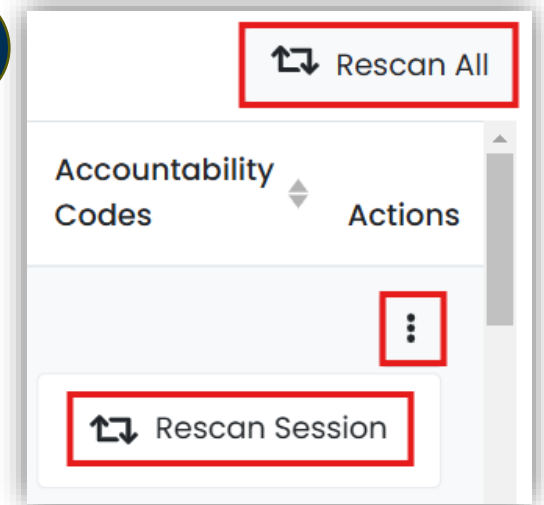 Rescan All
Accountability
Codes
Actions
Rescan Session